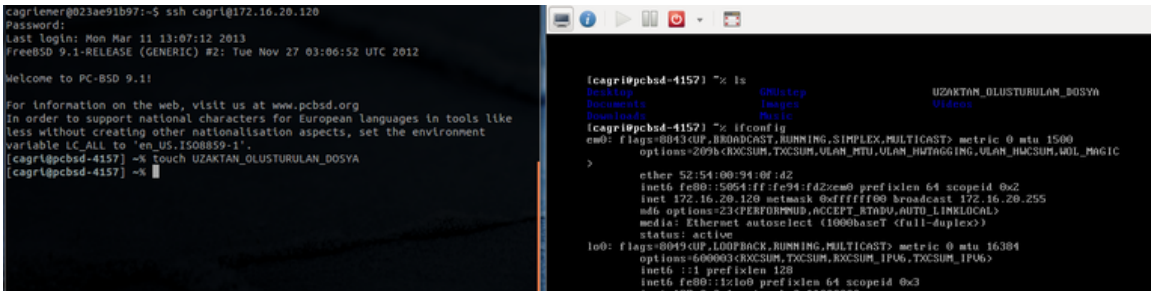 cagriemer@023ae91b97:~$ ssh cagri@172.16.20.120
Password:
Last login: Mon Mar 11 13:07:12 2013
FreeBSD 9.1-RELEASE (GENERIC) #2: Tue Nov 27 03:06:52 UTC 2012
Welcome to PC-BSD 9.1!
For information on the web, visit us at www.pcbsd.org
In order to support national characters for European languages in tools like
less without creating other nationalisation aspects, set the environment
variable LC_ALL to 'en_US.ISO8859-1'.
[cagri@pcbsd-4157] ~% touch UZAKTAN_OLUSTURULAN_DOSYA
[cagri@pcbsd-4157] ~%
[cagri@pcbsd-4157] ~% ls
Desktop GNUstep UZAKTAN_OLUSTURULAN_DOSYA
Documents Images Videos
Downloads Music
[cagri@pcbsd-4157] ~% ifconfig
em0: flags=8843<UP,BROADCAST,RUNNING,SIMPLEX,MULTICAST> metric 0 mtu 1500
options=209b<RXCSUM,TXCSUM,VLAN_MTU,VLAN_HWTAGGING,VLAN_HWCSUM,WOL_MAGIC
>
ether 52:54:00:94:0f:d2
inet6 fe80::5054:ff:fe94:fd2%em0 prefixlen 64 scopeid 0x2
inet 172.16.20.120 netmask 0xffffff00 broadcast 172.16.20.255
nd6 options=23<PERFORMNUD,ACCEPT_RTADV,AUTO_LINKLOCAL>
media: Ethernet autoselect (1000baseT <full-duplex>)
status: active
lo0: flags=8049<UP,LOOPBACK,RUNNING,MULTICAST> metric 0 mtu 16384
options=600003<RXCSUM,TXCSUM,RXCSUM_IPV6,TXCSUM_IPV6>
inet6 ::1 prefixlen 128
inet6 fe80::1%lo0 prefixlen 64 scopeid 0x3